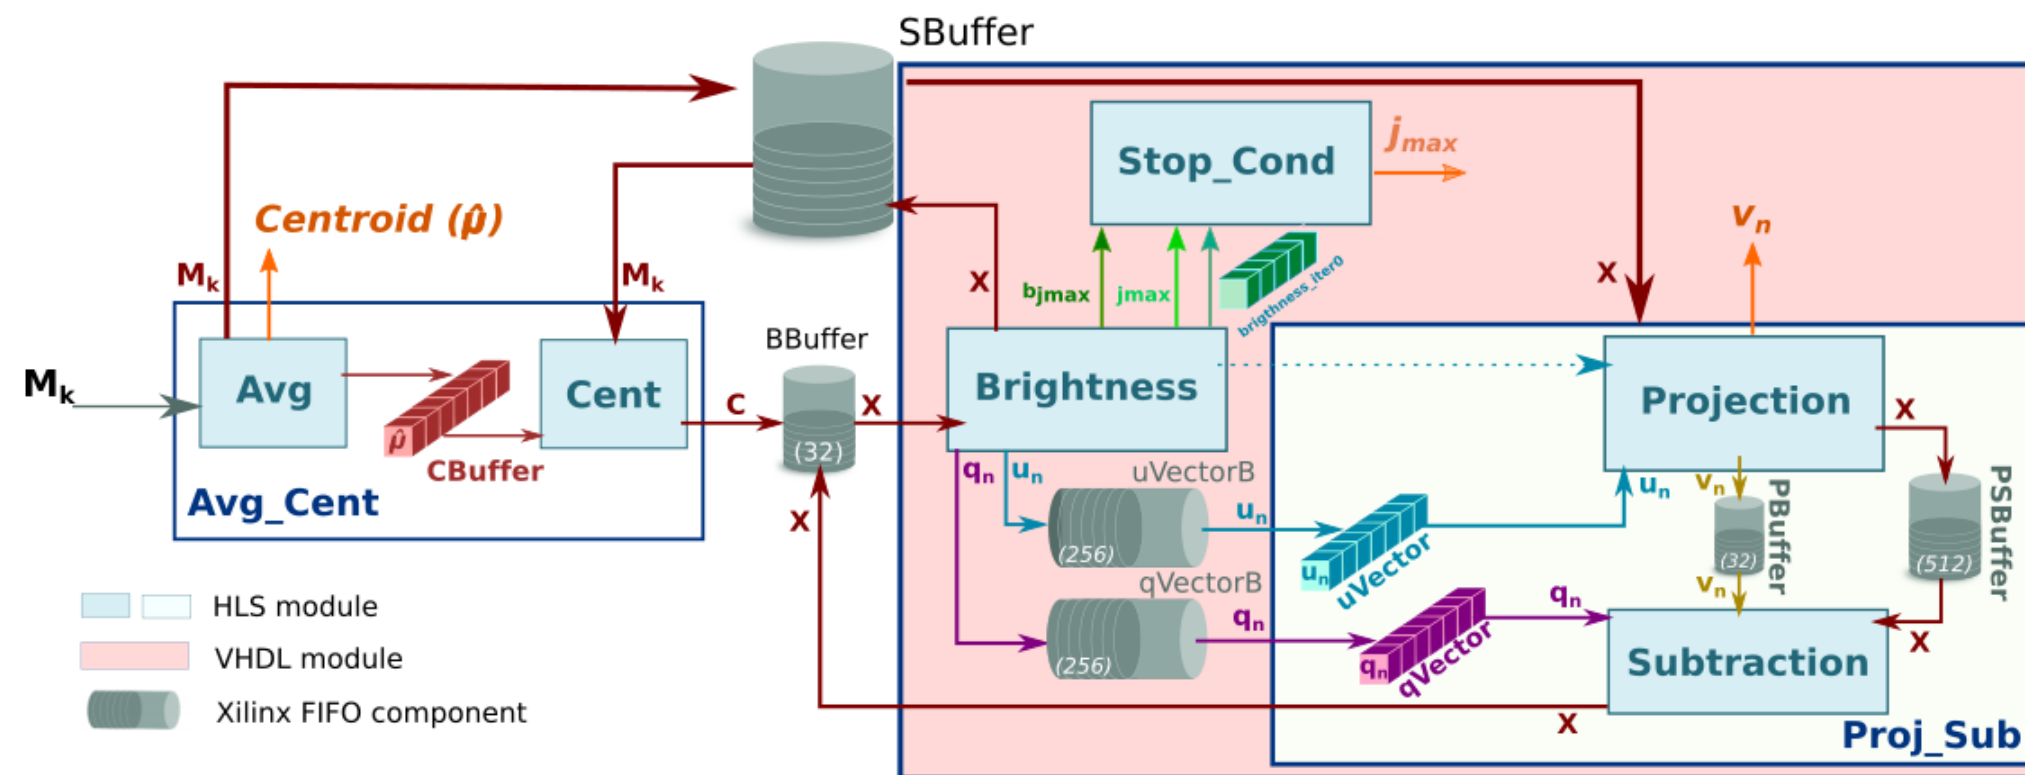 SBuffer
Stop_Cond
jmax
Centroid (μ̂)
vn
Mk
Mk
X
bjmax
jmax
brigthness_iter0
X
BBuffer
Mk
Avg
Cent
C
(32)
X
Brightness
Projection
X
μ̂
CBuffer
Avg_Cent
qn
un
uVectorB
(256)
un
un
uVector
un
vn
PBuffer
(32)
vn
PSBuffer
(512)
X
X
qVectorB
(256)
qn
qn
qVector
qn
Subtraction
X
Proj_Sub
HLS module
VHDL module
Xilinx FIFO component